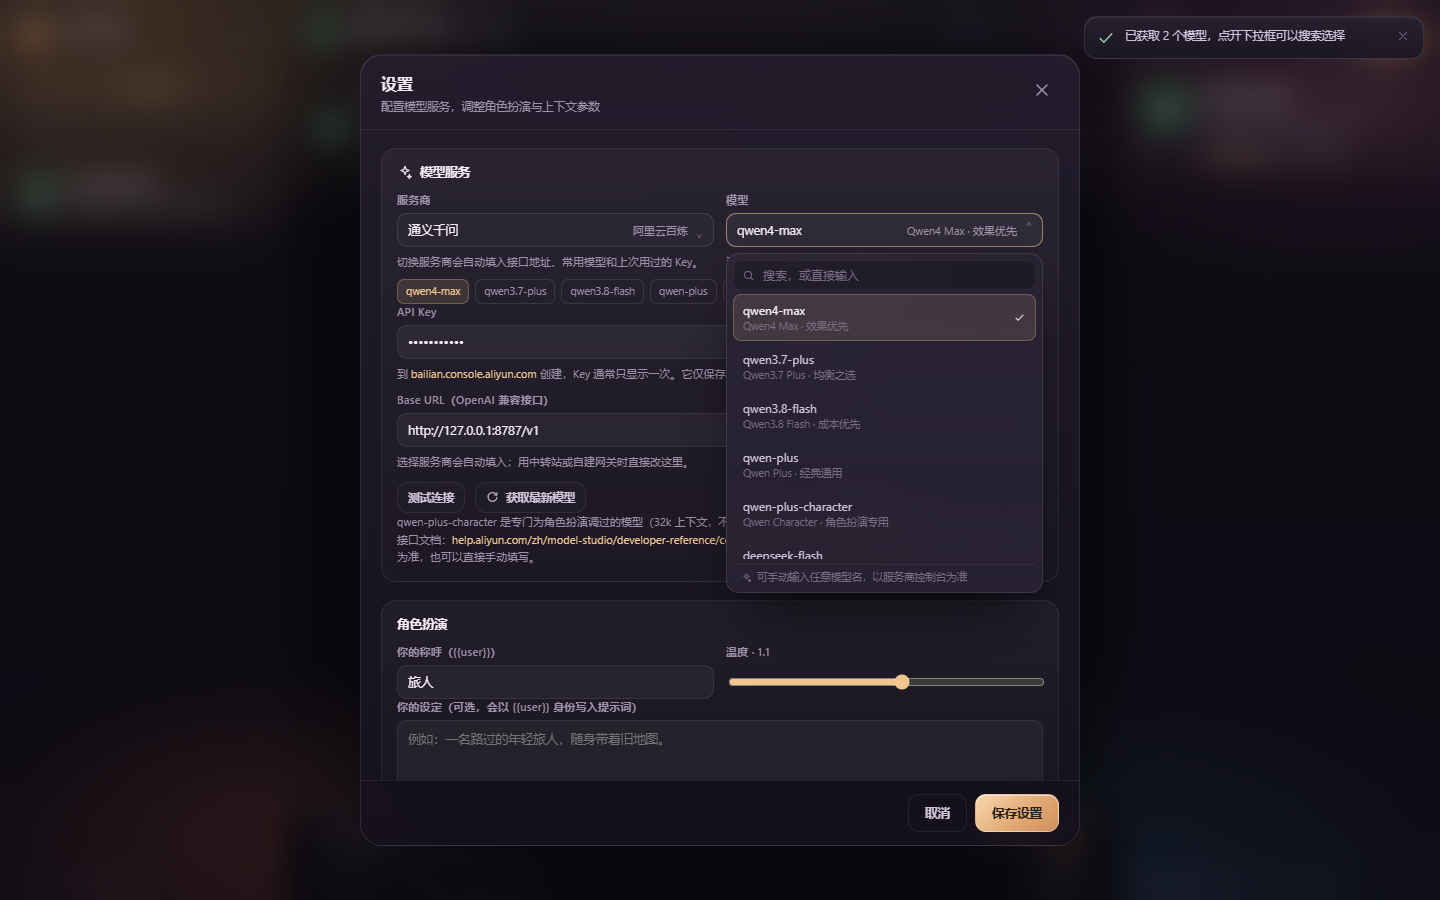 已获取 2 个模型，点开下拉框可以搜索选择
设置
配置模型服务，调整角色扮演与上下文参数
模型服务
服务商
模型
通义千问
阿里云百炼
qwen4-max
Qwen4 Max · 效果优先
切换服务商会自动填入接口地址、常用模型和上次用过的 Key。
搜索，或直接输入
qwen4-max
qwen3.7-plus
qwen3.8-flash
qwen-plus
qwen4-max
Qwen4 Max · 效果优先
qwen3.7-plus
Qwen3.7 Plus · 均衡之选
qwen3.8-flash
Qwen3.8 Flash · 成本优先
qwen-plus
Qwen Plus · 经典通用
qwen-plus-character
Qwen Character · 角色扮演专用
deepseek-flash
可手动输入任意模型名，以服务商控制台为准
API Key
•••••••••••
到 bailian.console.aliyun.com 创建，Key 通常只显示一次。它仅保存
Base URL（OpenAI 兼容接口）
http://127.0.0.1:8787/v1
选择服务商会自动填入；用中转站或自建网关时直接改这里。
测试连接
获取最新模型
qwen-plus-character 是专门为角色扮演调过的模型（32k 上下文，不
接口文档：help.aliyun.com/zh/model-studio/developer-reference/c
为准，也可以直接手动填写。
角色扮演
你的称呼（{{user}}）
温度 · 1.1
旅人
你的设定（可选，会以 {{user}} 身份写入提示词）
例如：一名路过的年轻旅人，随身带着旧地图。
取消
保存设置